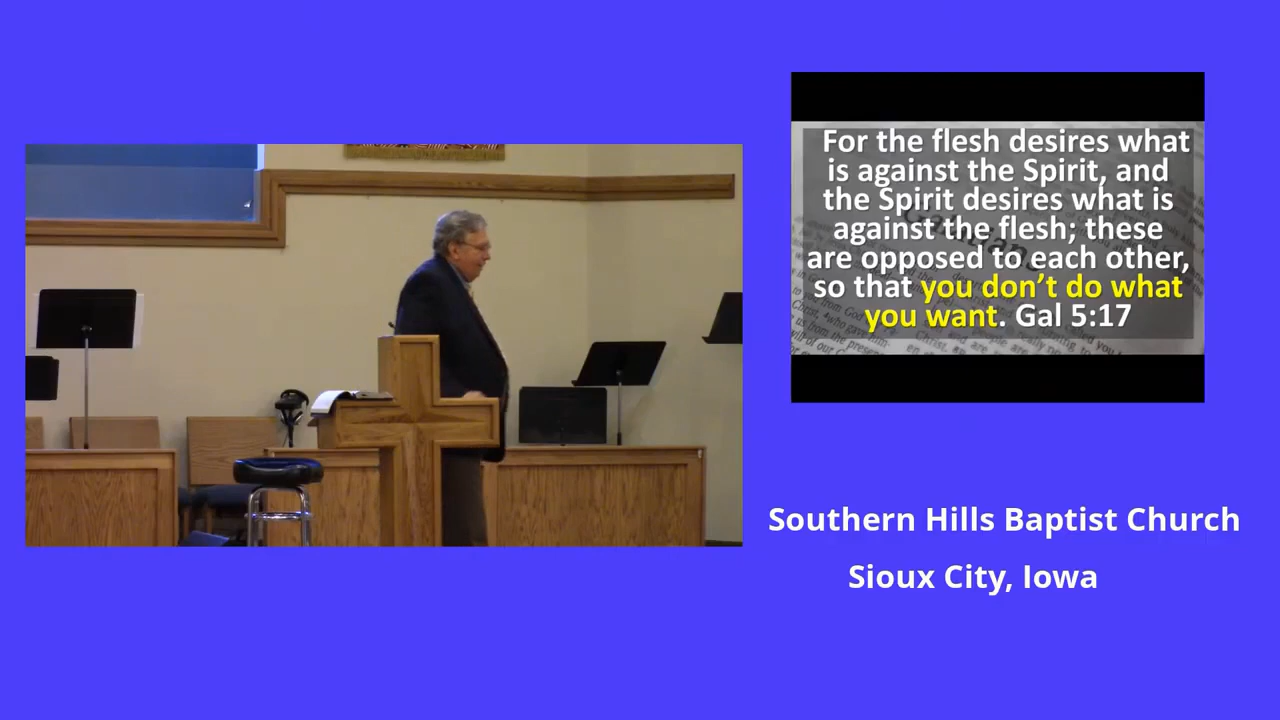 For the flesh desires what
is against the Spirit, and
the Spirit desires what is
against the flesh; these
are opposed to each other,
so that you don’t do what
you want. Gal 5:17
Southern Hills Baptist Church
Sioux City, Iowa